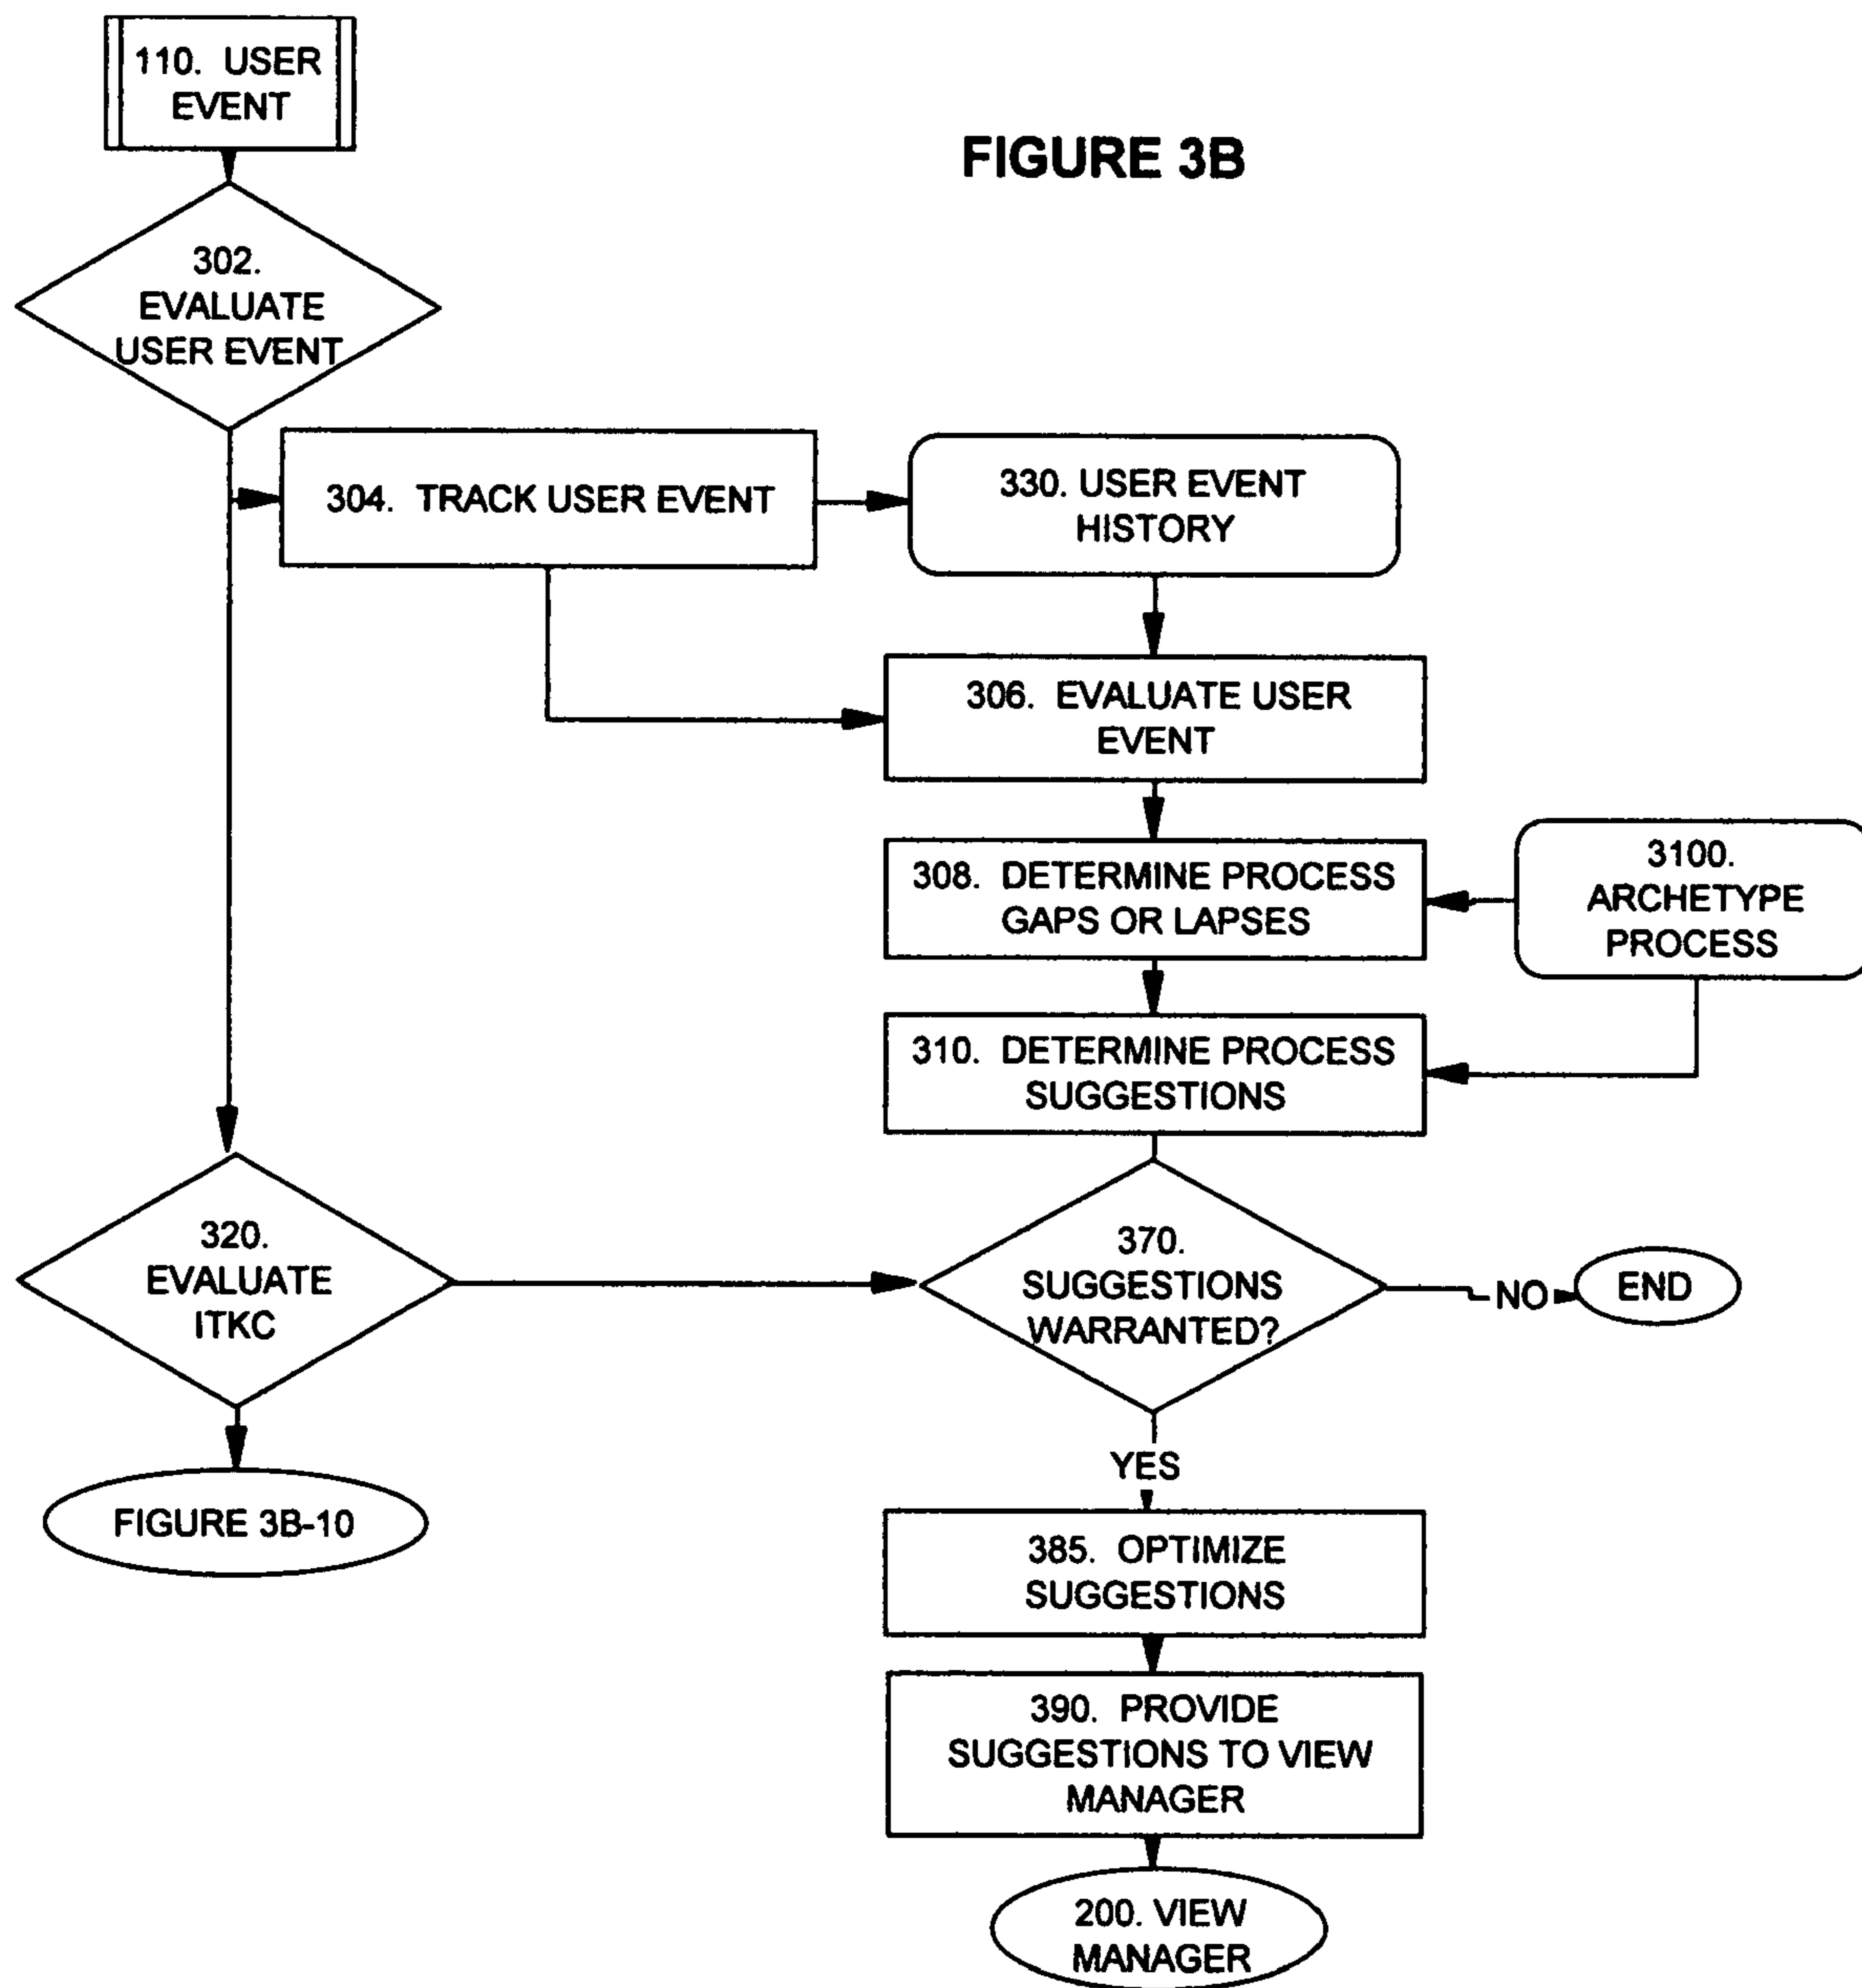 110. USER
EVENT
FIGURE 3B
302.
EVALUATE
USER EVENT
304. TRACK USER EVENT
330. USER EVENT
HISTORY
306. EVALUATE USER
EVENT
308. DETERMINE PROCESS
GAPS OR LAPSES
3100.
ARCHETYPE
PROCESS
310. DETERMINE PROCESS
SUGGESTIONS
320.
EVALUATE
ITKC
370.
SUGGESTIONS
WARRANTED?
NO
END
YES
FIGURE 3B-10
385. OPTIMIZE
SUGGESTIONS
390. PROVIDE
SUGGESTIONS TO VIEW
MANAGER
200. VIEW
MANAGER